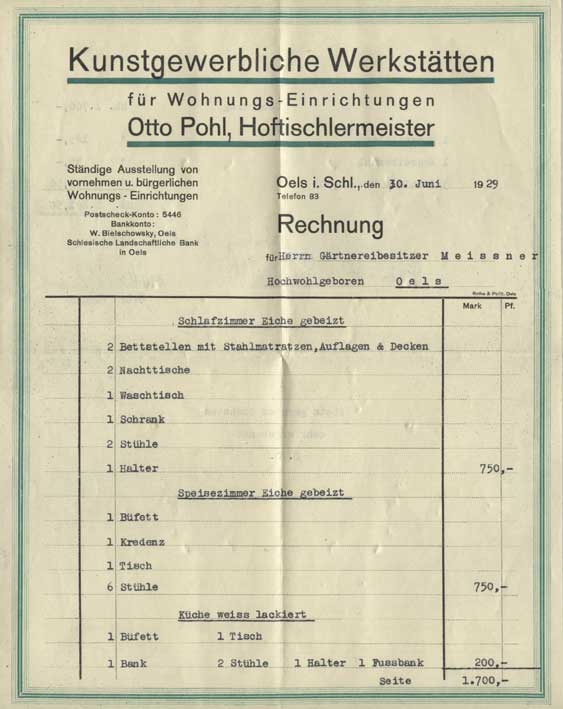 Kunstgewerbliche Werkstätten
für Wohnungs-Einrichtungen
Otto Pohl, Hoftischlermeister
Ständige Ausstellung von
vornehmen u. bürgerlichen
Wohnungs - Einrichtungen
Postscheck-Konto: 5446
Bankkonto:
W. Bielschowsky, Oels
Schlesische Landschaftliche Bank
in Oels
Oels i. Schl., den 30. Juni 1929
Telefon 83
Rechnung
für Herrn Gärtnereibesitzer Meissner
Hochwohlgeboren Oels
Mark Pf.
Schlafzimmer Eiche gebeizt
2 Bettstellen mit Stahlmatratzen,Auflagen & Decken
2 Nachttische
1 Waschtisch
1 Schrank
2 Stühle
1 Halter 750,-
Speisezimmer Eiche gebeizt
1 Büfett
1 Kredenz
1 Tisch
6 Stühle 750,-
Küche weiss lackiert
1 Büfett 1 Tisch
1 Bank 2 Stühle 1 Halter 1 Fussbank 200,-
Seite 1.700,-